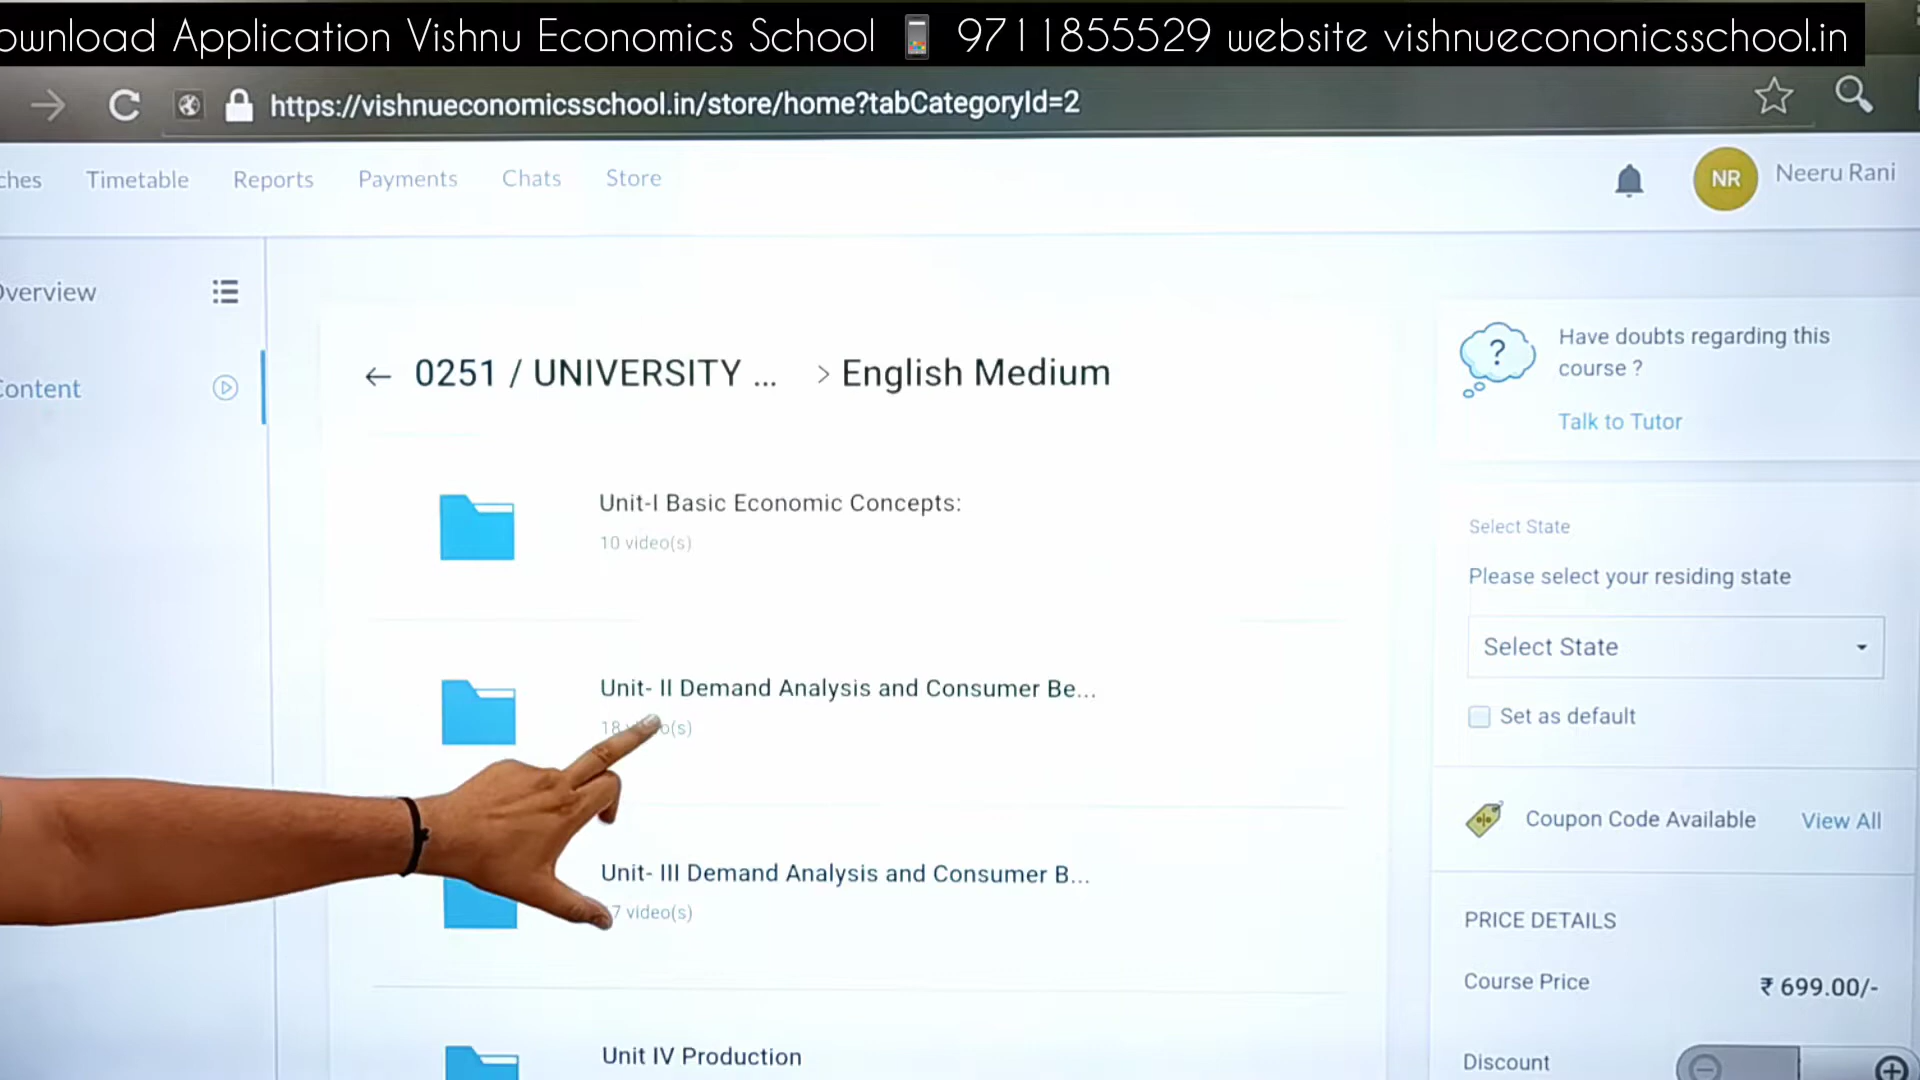 ownload Application Vishnu Economics School 📱 9711855529 website vishnuecononicsschool.in
https://vishnueconomicsschool.in/store/home?tabCategoryId=2
ches Timetable Reports Payments Chats Store
NR Neeru Rani
Overview
Content
0251 / UNIVERSITY ... > English Medium
Unit-I Basic Economic Concepts:
10 video(s)
Unit- II Demand Analysis and Consumer Be...
18 video(s)
Unit- III Demand Analysis and Consumer B...
7 video(s)
Unit IV Production
Have doubts regarding this
course ?
Talk to Tutor
Select State
Please select your residing state
Select State
Set as default
Coupon Code Available View All
PRICE DETAILS
Course Price ₹ 699.00/-
Discount